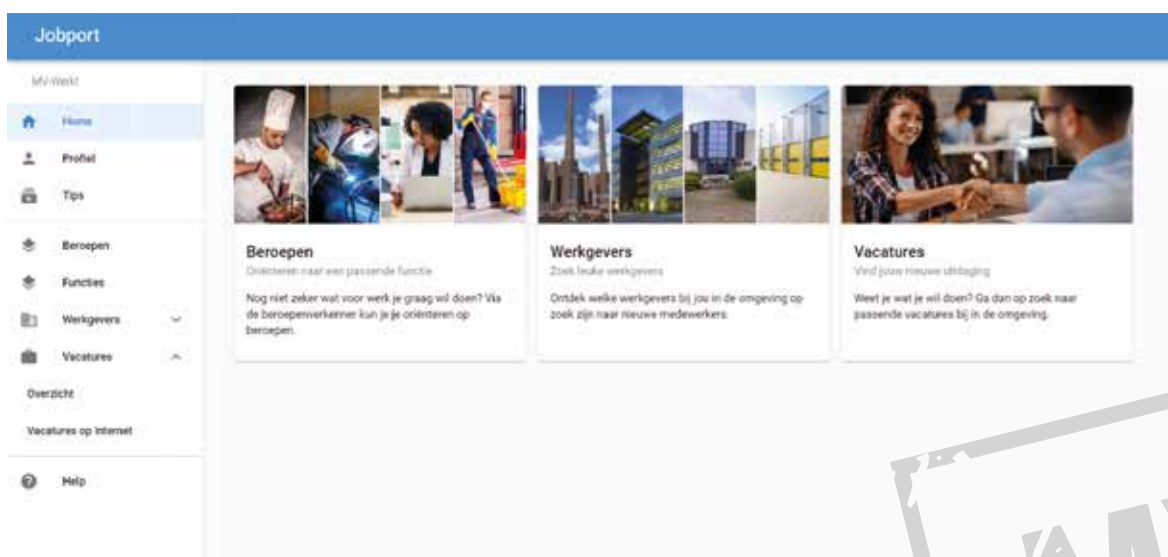 Jobport
MV-Werkt
Home
Profiel
Tips
Beroepen
Functies
Werkgevers
Vacatures
Overzicht
Vacatures op Internet
Help
Beroepen
Oriënteren naar een passende functie
Nog niet zeker wat voor werk je graag wil doen? Via
de beroepenverkenner kun je je oriënteren op
beroepen.
Werkgevers
Zoek leuke werkgevers
Ontdek welke werkgevers bij jou in de omgeving op
zoek zijn naar nieuwe medewerkers.
Vacatures
Vind jouw nieuwe uitdaging
Weet je wat je wil doen? Ga dan op zoek naar
passende vacatures bij in de omgeving.